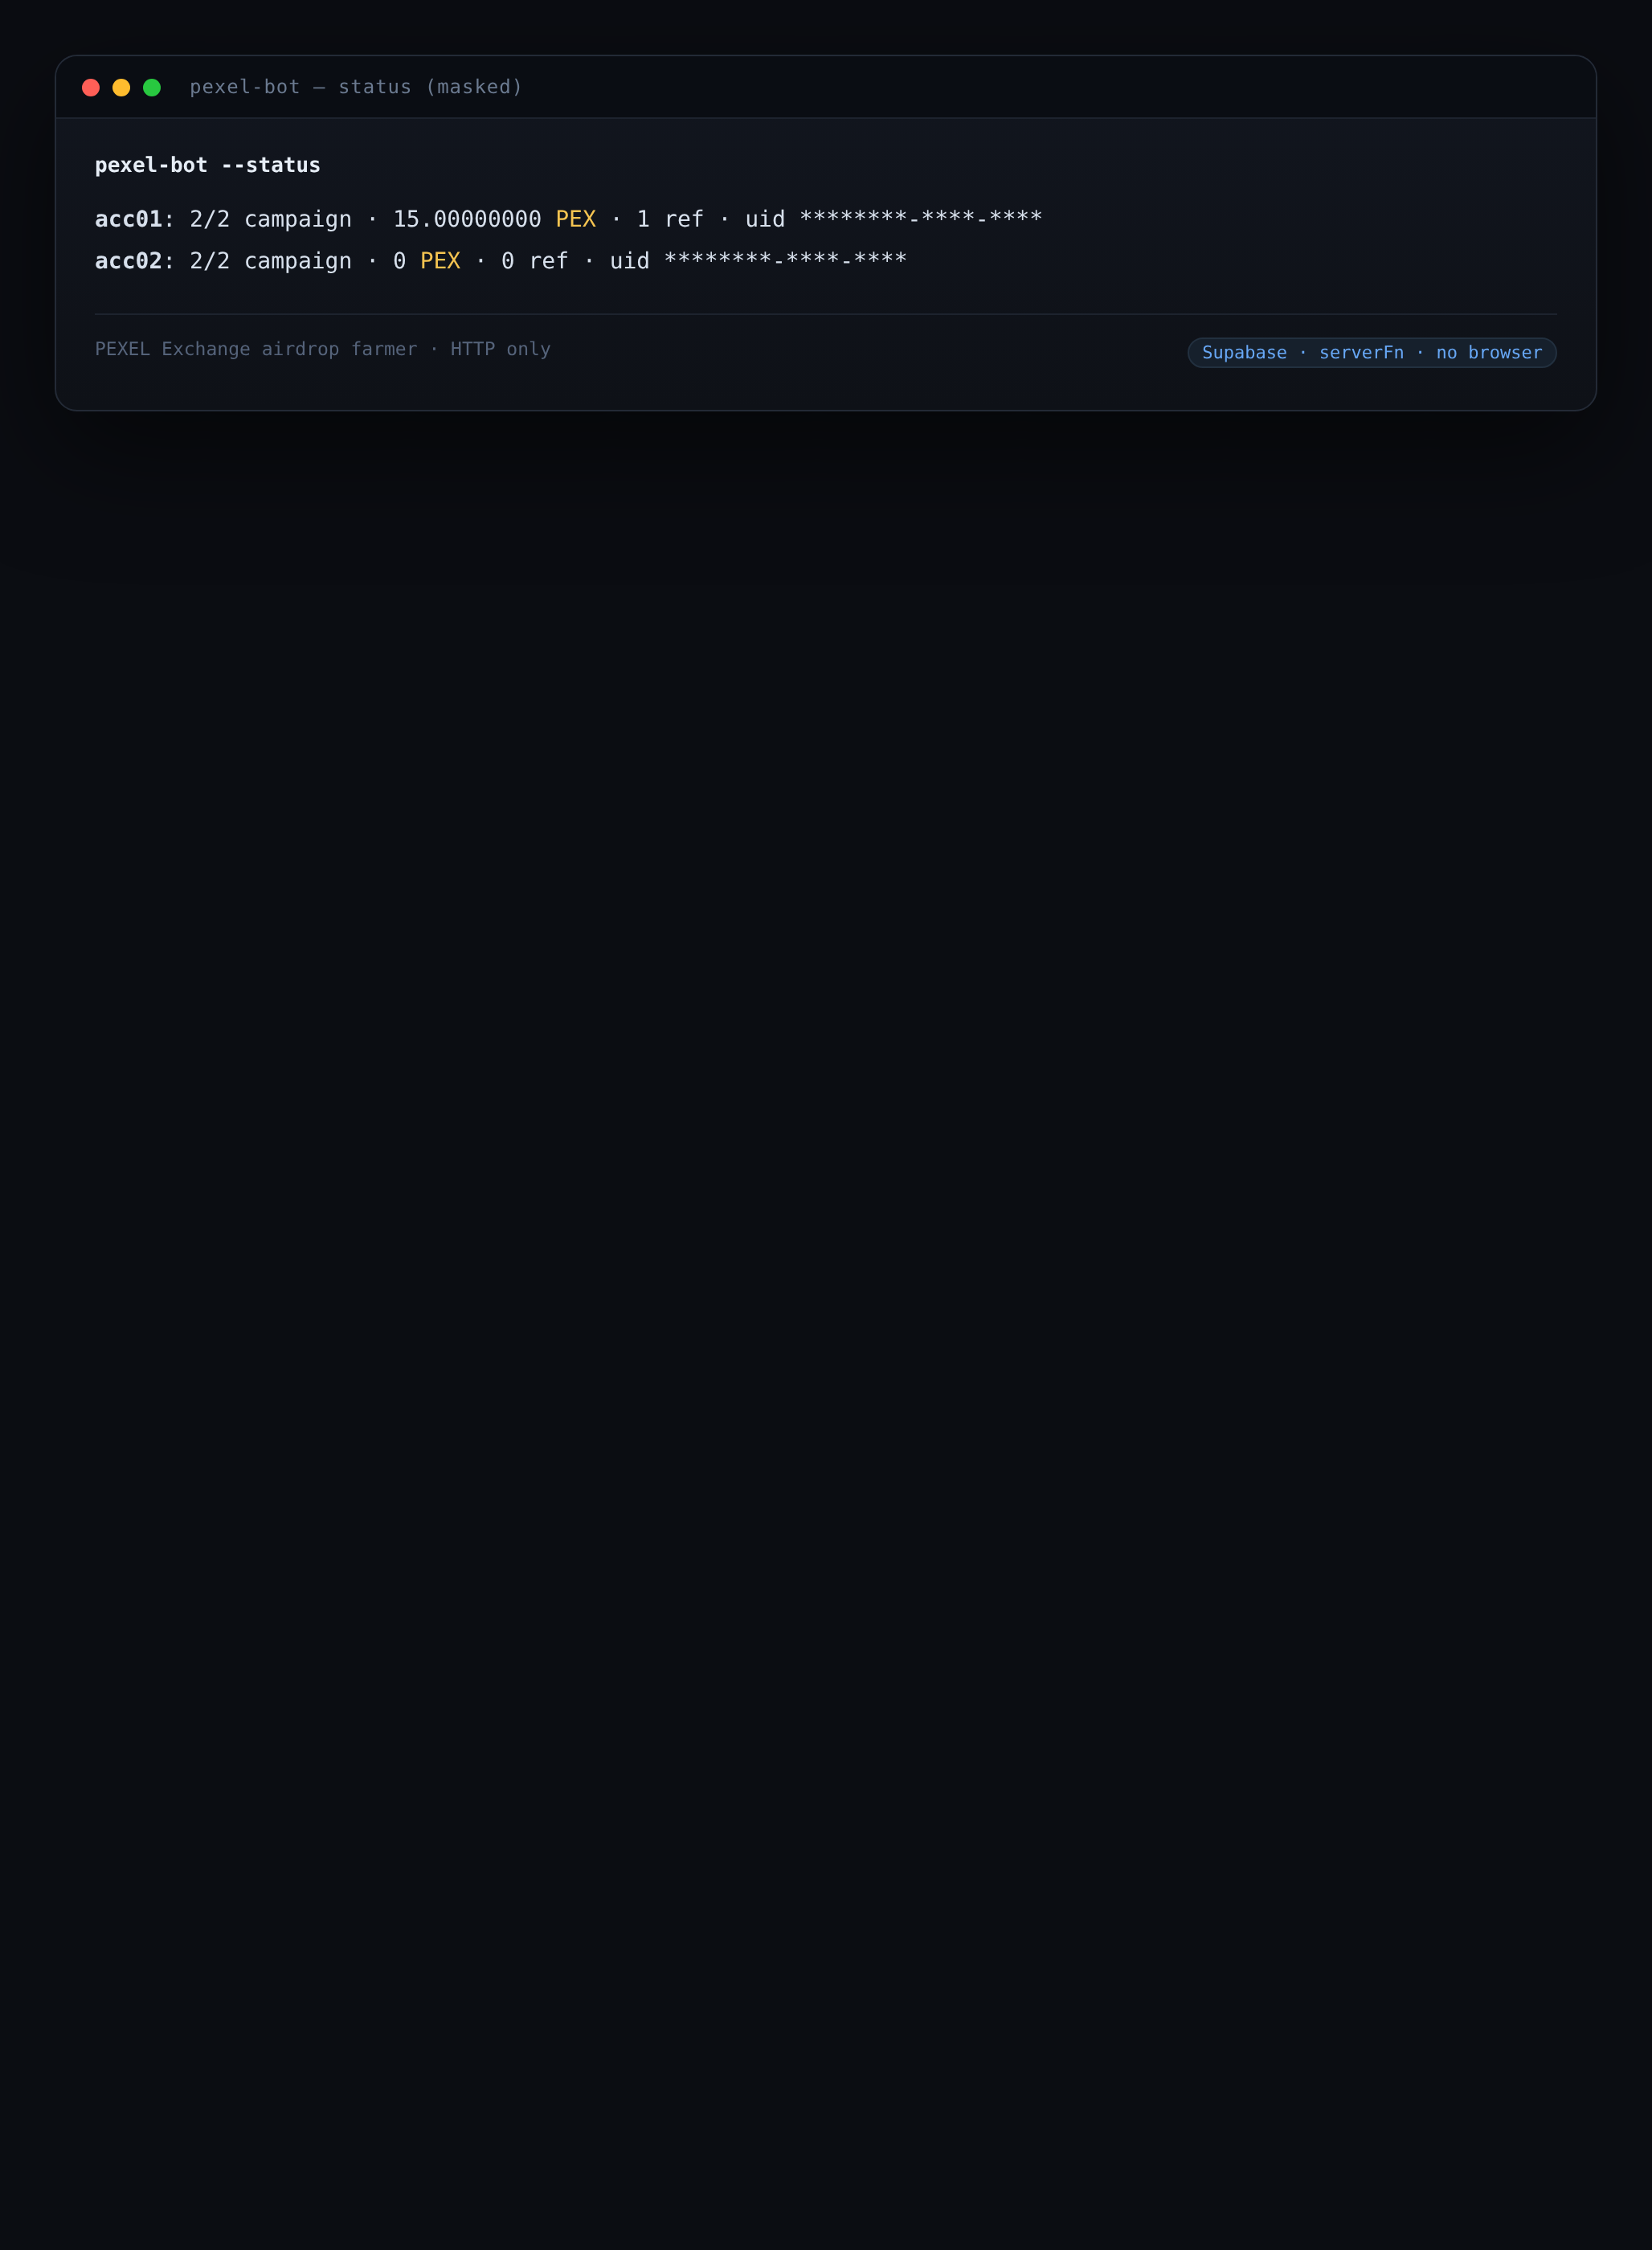 pexel-bot — status (masked)
pexel-bot --status
acc01: 2/2 campaign · 15.00000000 PEX · 1 ref · uid ********-****-****
acc02: 2/2 campaign · 0 PEX · 0 ref · uid ********-****-****
PEXEL Exchange airdrop farmer · HTTP only
Supabase · serverFn · no browser